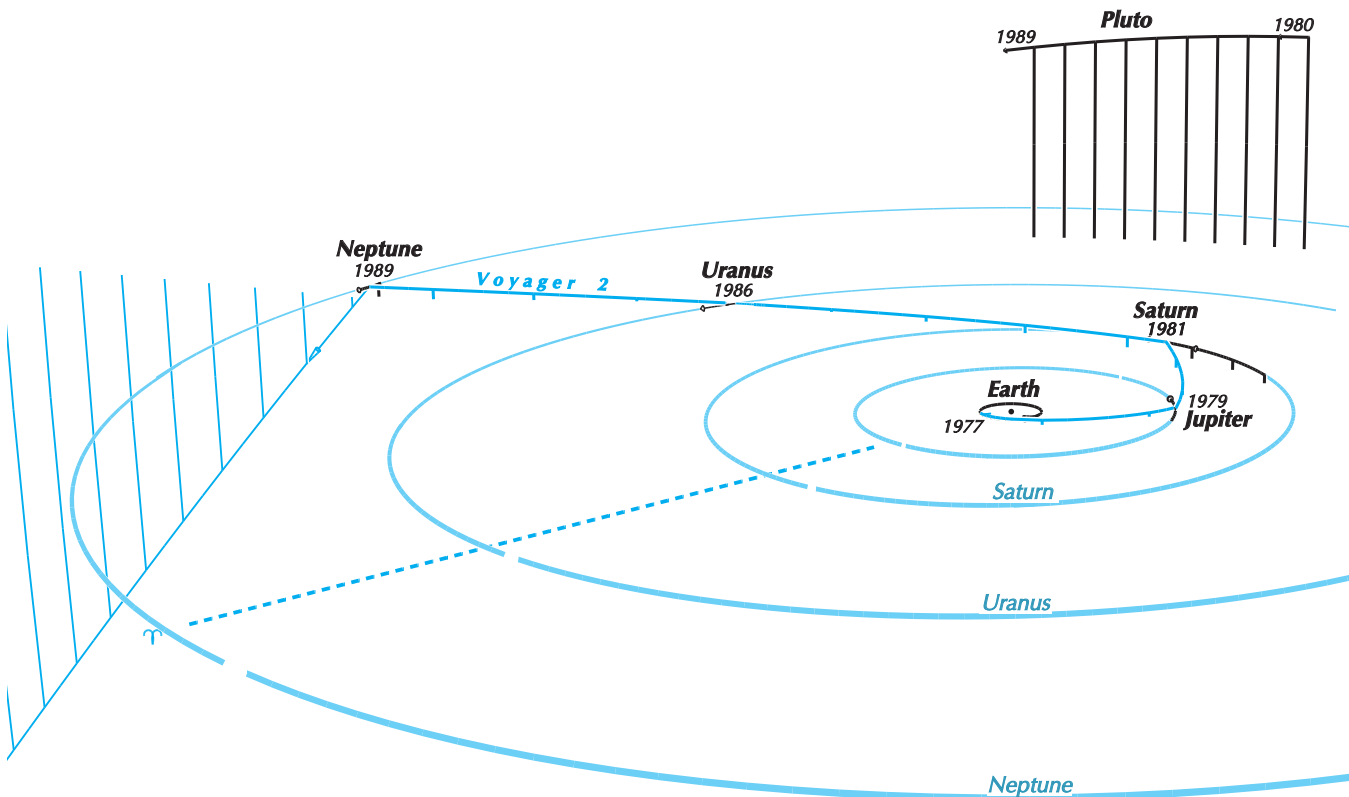 Pluto
1989
1980
Neptune
1989
Voyager 2
Uranus
1986
Saturn
1981
Earth
1977
1979
Jupiter
Saturn
Uranus
♈
Neptune